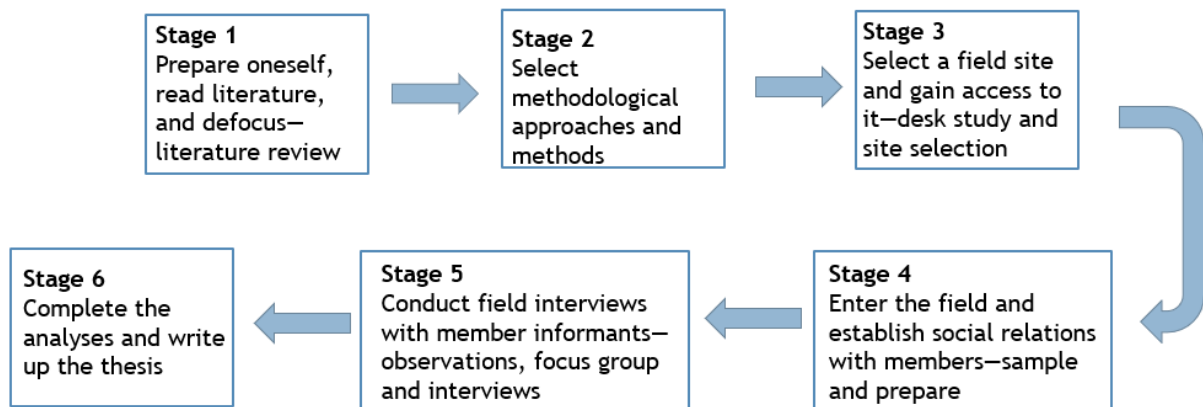 Stage 1
Prepare oneself,
read literature,
and defocus—
literature review
Stage 2
Select
methodological
approaches and
methods
Stage 3
Select a field site
and gain access to
it—desk study and
site selection
Stage 4
Enter the field and
establish social relations
with members—sample
and prepare
Stage 5
Conduct field interviews
with member informants—
observations, focus group
and interviews
Stage 6
Complete the
analyses and write
up the thesis